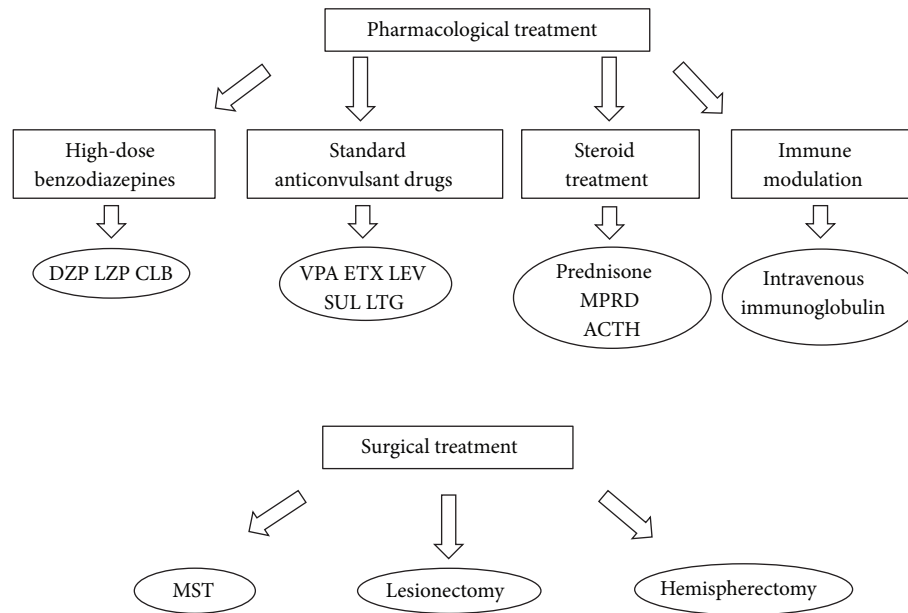 Pharmacological treatment
High-dose
benzodiazepines
Standard
anticonvulsant drugs
Steroid
treatment
Immune
modulation
DZP LZP CLB
VPA ETX LEV
SUL LTG
Prednisone
MPRD
ACTH
Intravenous
immunoglobulin
Surgical treatment
MST
Lesionectomy
Hemispherectomy